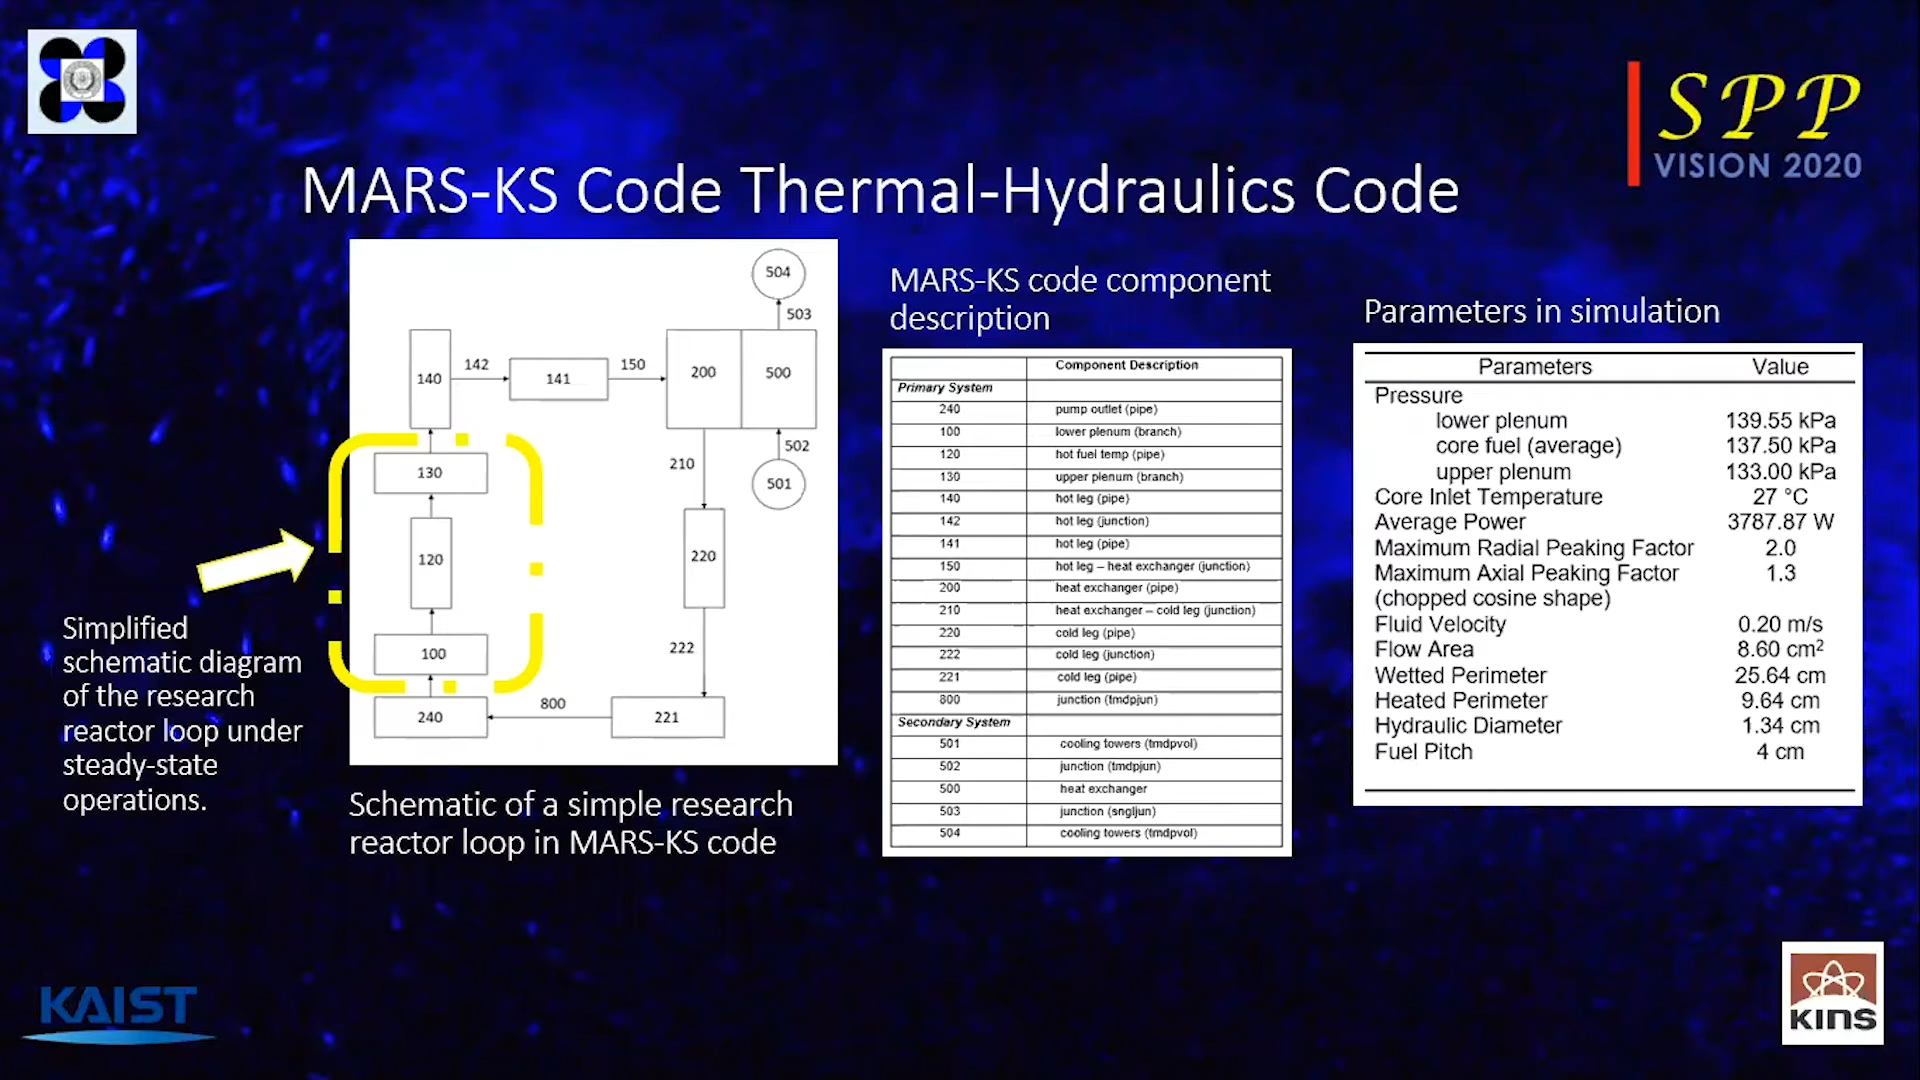 SPP
VISION 2020
MARS-KS Code Thermal-Hydraulics Code
504
503
140
142
141
150
200
500
502
501
210
130
120
220
100
222
240
800
221
Simplified
schematic diagram
of the research
reactor loop under
steady-state
operations.
Schematic of a simple research
reactor loop in MARS-KS code
MARS-KS code component
description
Component Description
Primary System
240 pump outlet (pipe)
100 lower plenum (branch)
120 hot fuel temp (pipe)
130 upper plenum (branch)
140 hot leg (pipe)
142 hot leg (junction)
141 hot leg (pipe)
150 hot leg – heat exchanger (junction)
200 heat exchanger (pipe)
210 heat exchanger – cold leg (junction)
220 cold leg (pipe)
222 cold leg (junction)
221 cold leg (pipe)
800 junction (tmdpjun)
Secondary System
501 cooling towers (tmdpvol)
502 junction (tmdpjun)
500 heat exchanger
503 junction (sngljun)
504 cooling towers (tmdpvol)
Parameters in simulation
Parameters Value
Pressure
lower plenum 139.55 kPa
core fuel (average) 137.50 kPa
upper plenum 133.00 kPa
Core Inlet Temperature 27 °C
Average Power 3787.87 W
Maximum Radial Peaking Factor 2.0
Maximum Axial Peaking Factor 1.3
(chopped cosine shape)
Fluid Velocity 0.20 m/s
Flow Area 8.60 cm²
Wetted Perimeter 25.64 cm
Heated Perimeter 9.64 cm
Hydraulic Diameter 1.34 cm
Fuel Pitch 4 cm
KAIST
KINS